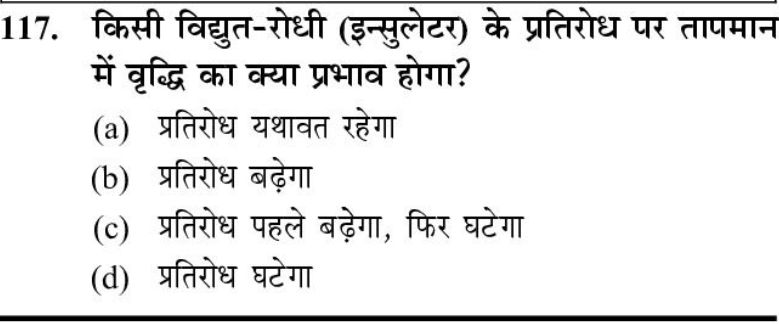 117. किसी विद्युत-रोधी (इन्सुलेटर) के प्रतिरोध पर तापमान
में वृद्धि का क्या प्रभाव होगा?
(a) प्रतिरोध यथावत रहेगा
(b) प्रतिरोध बढ़ेगा
(c) प्रतिरोध पहले बढ़ेगा, फिर घटेगा
(d) प्रतिरोध घटेगा